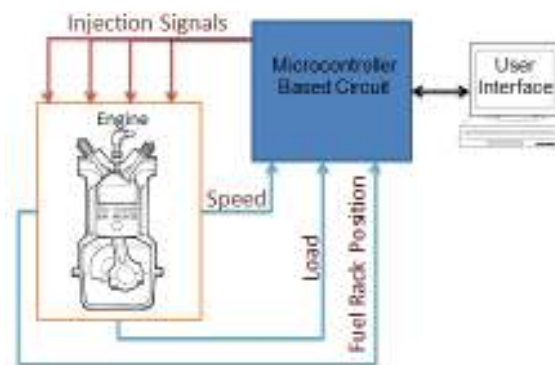 Injection Signals
Microcontroller
Based Circuit
User
Interface
Engine
Speed
Load
Fuel Rack Position